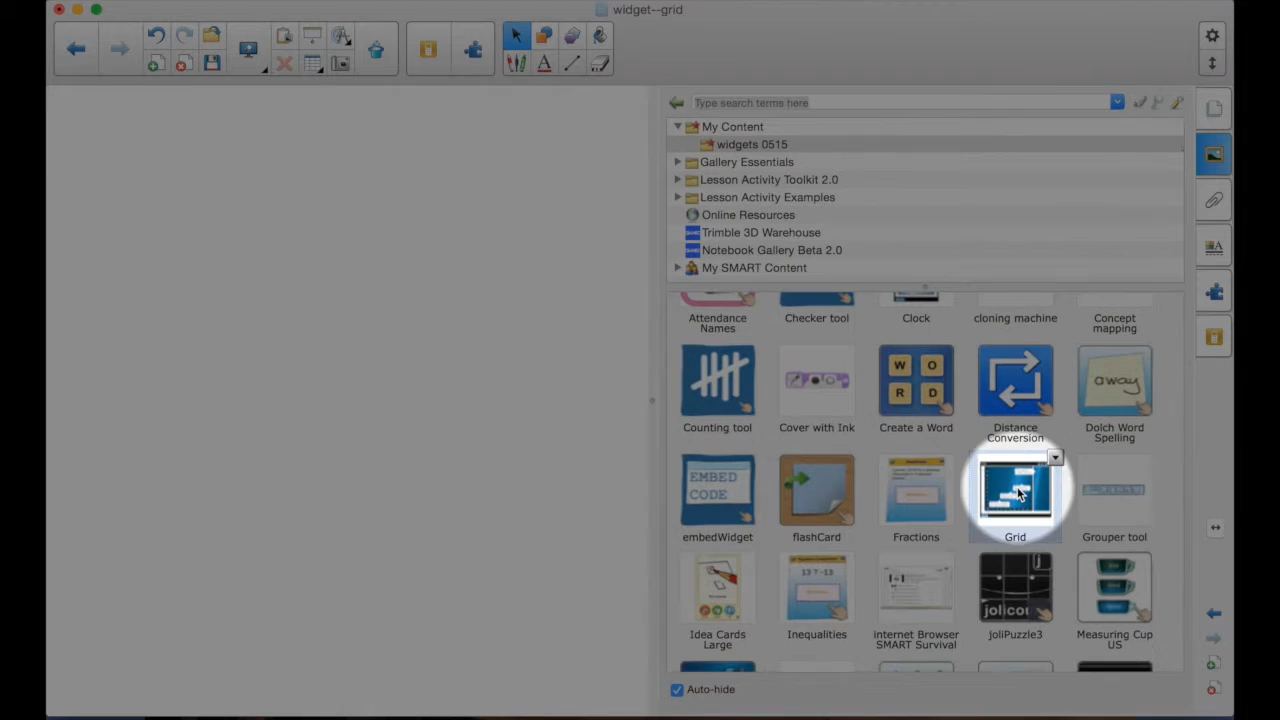 widget--grid
Type search terms here
My Content
widgets 0515
Gallery Essentials
Lesson Activity Toolkit 2.0
Lesson Activity Examples
Online Resources
Trimble 3D Warehouse
Notebook Gallery Beta 2.0
My SMART Content
Attendance
Names
Checker tool
Clock
cloning machine
Concept
mapping
W O
R D
away
Counting tool
Cover with Ink
Create a Word
Distance
Conversion
Dolch Word
Spelling
EMBED
CODE
embedWidget
flashCard
Fractions
Grid
Grouper tool
13 ? -13
jolicou
Idea Cards
Large
Inequalities
internet Browser
SMART Survival
joliPuzzle3
Measuring Cup
US
Auto-hide